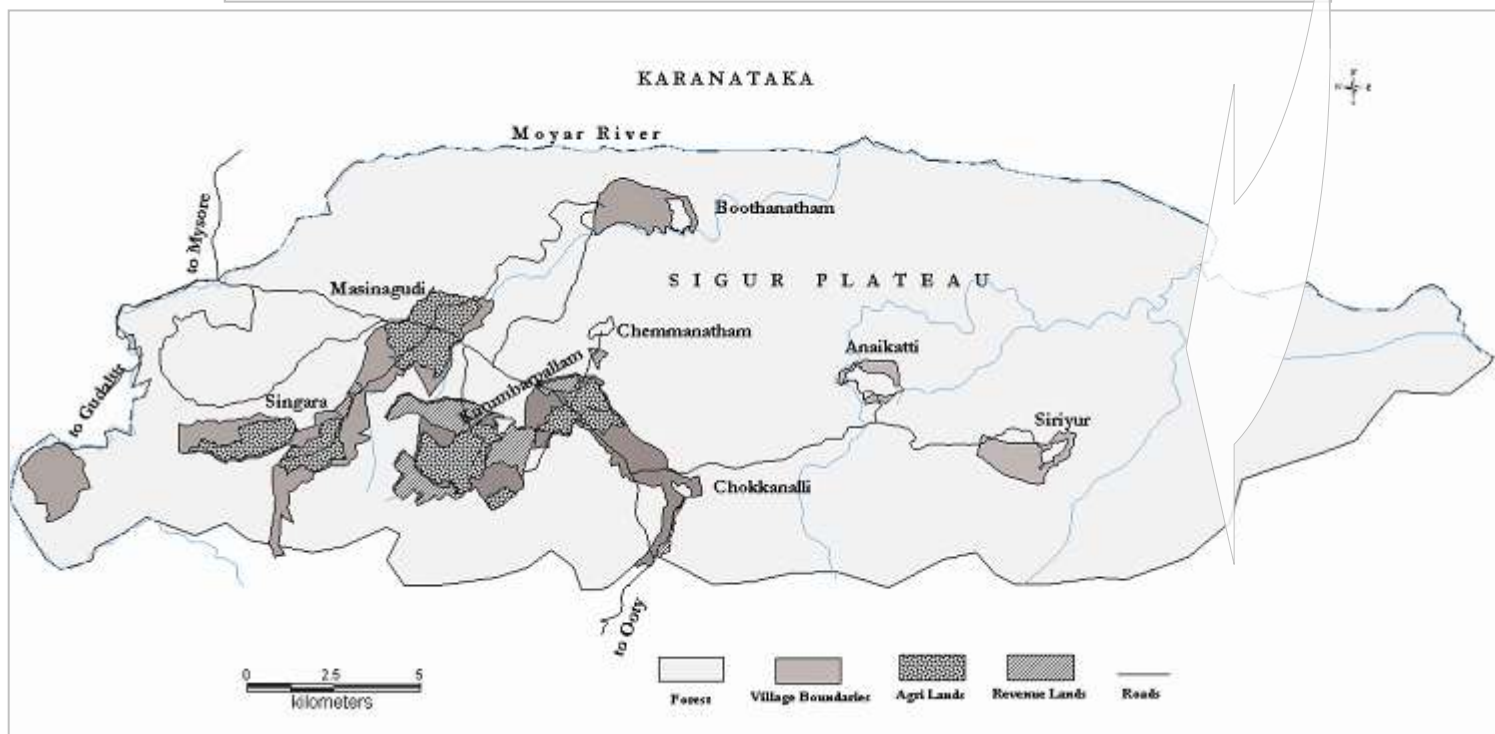 KARANATAKA
N
W E
Moyar River
to Mysore
Boothanatham
SIGUR PLATEAU
Masinagudi
Chemmanatham
Kurumbarpallam
Anaikatti
to Gudalur
Singara
Siriyur
Chokkanalli
to Ooty
0 2.5 5
kilometers
Forest
Village Boundaries
Agri Lands
Revenue Lands
Roads